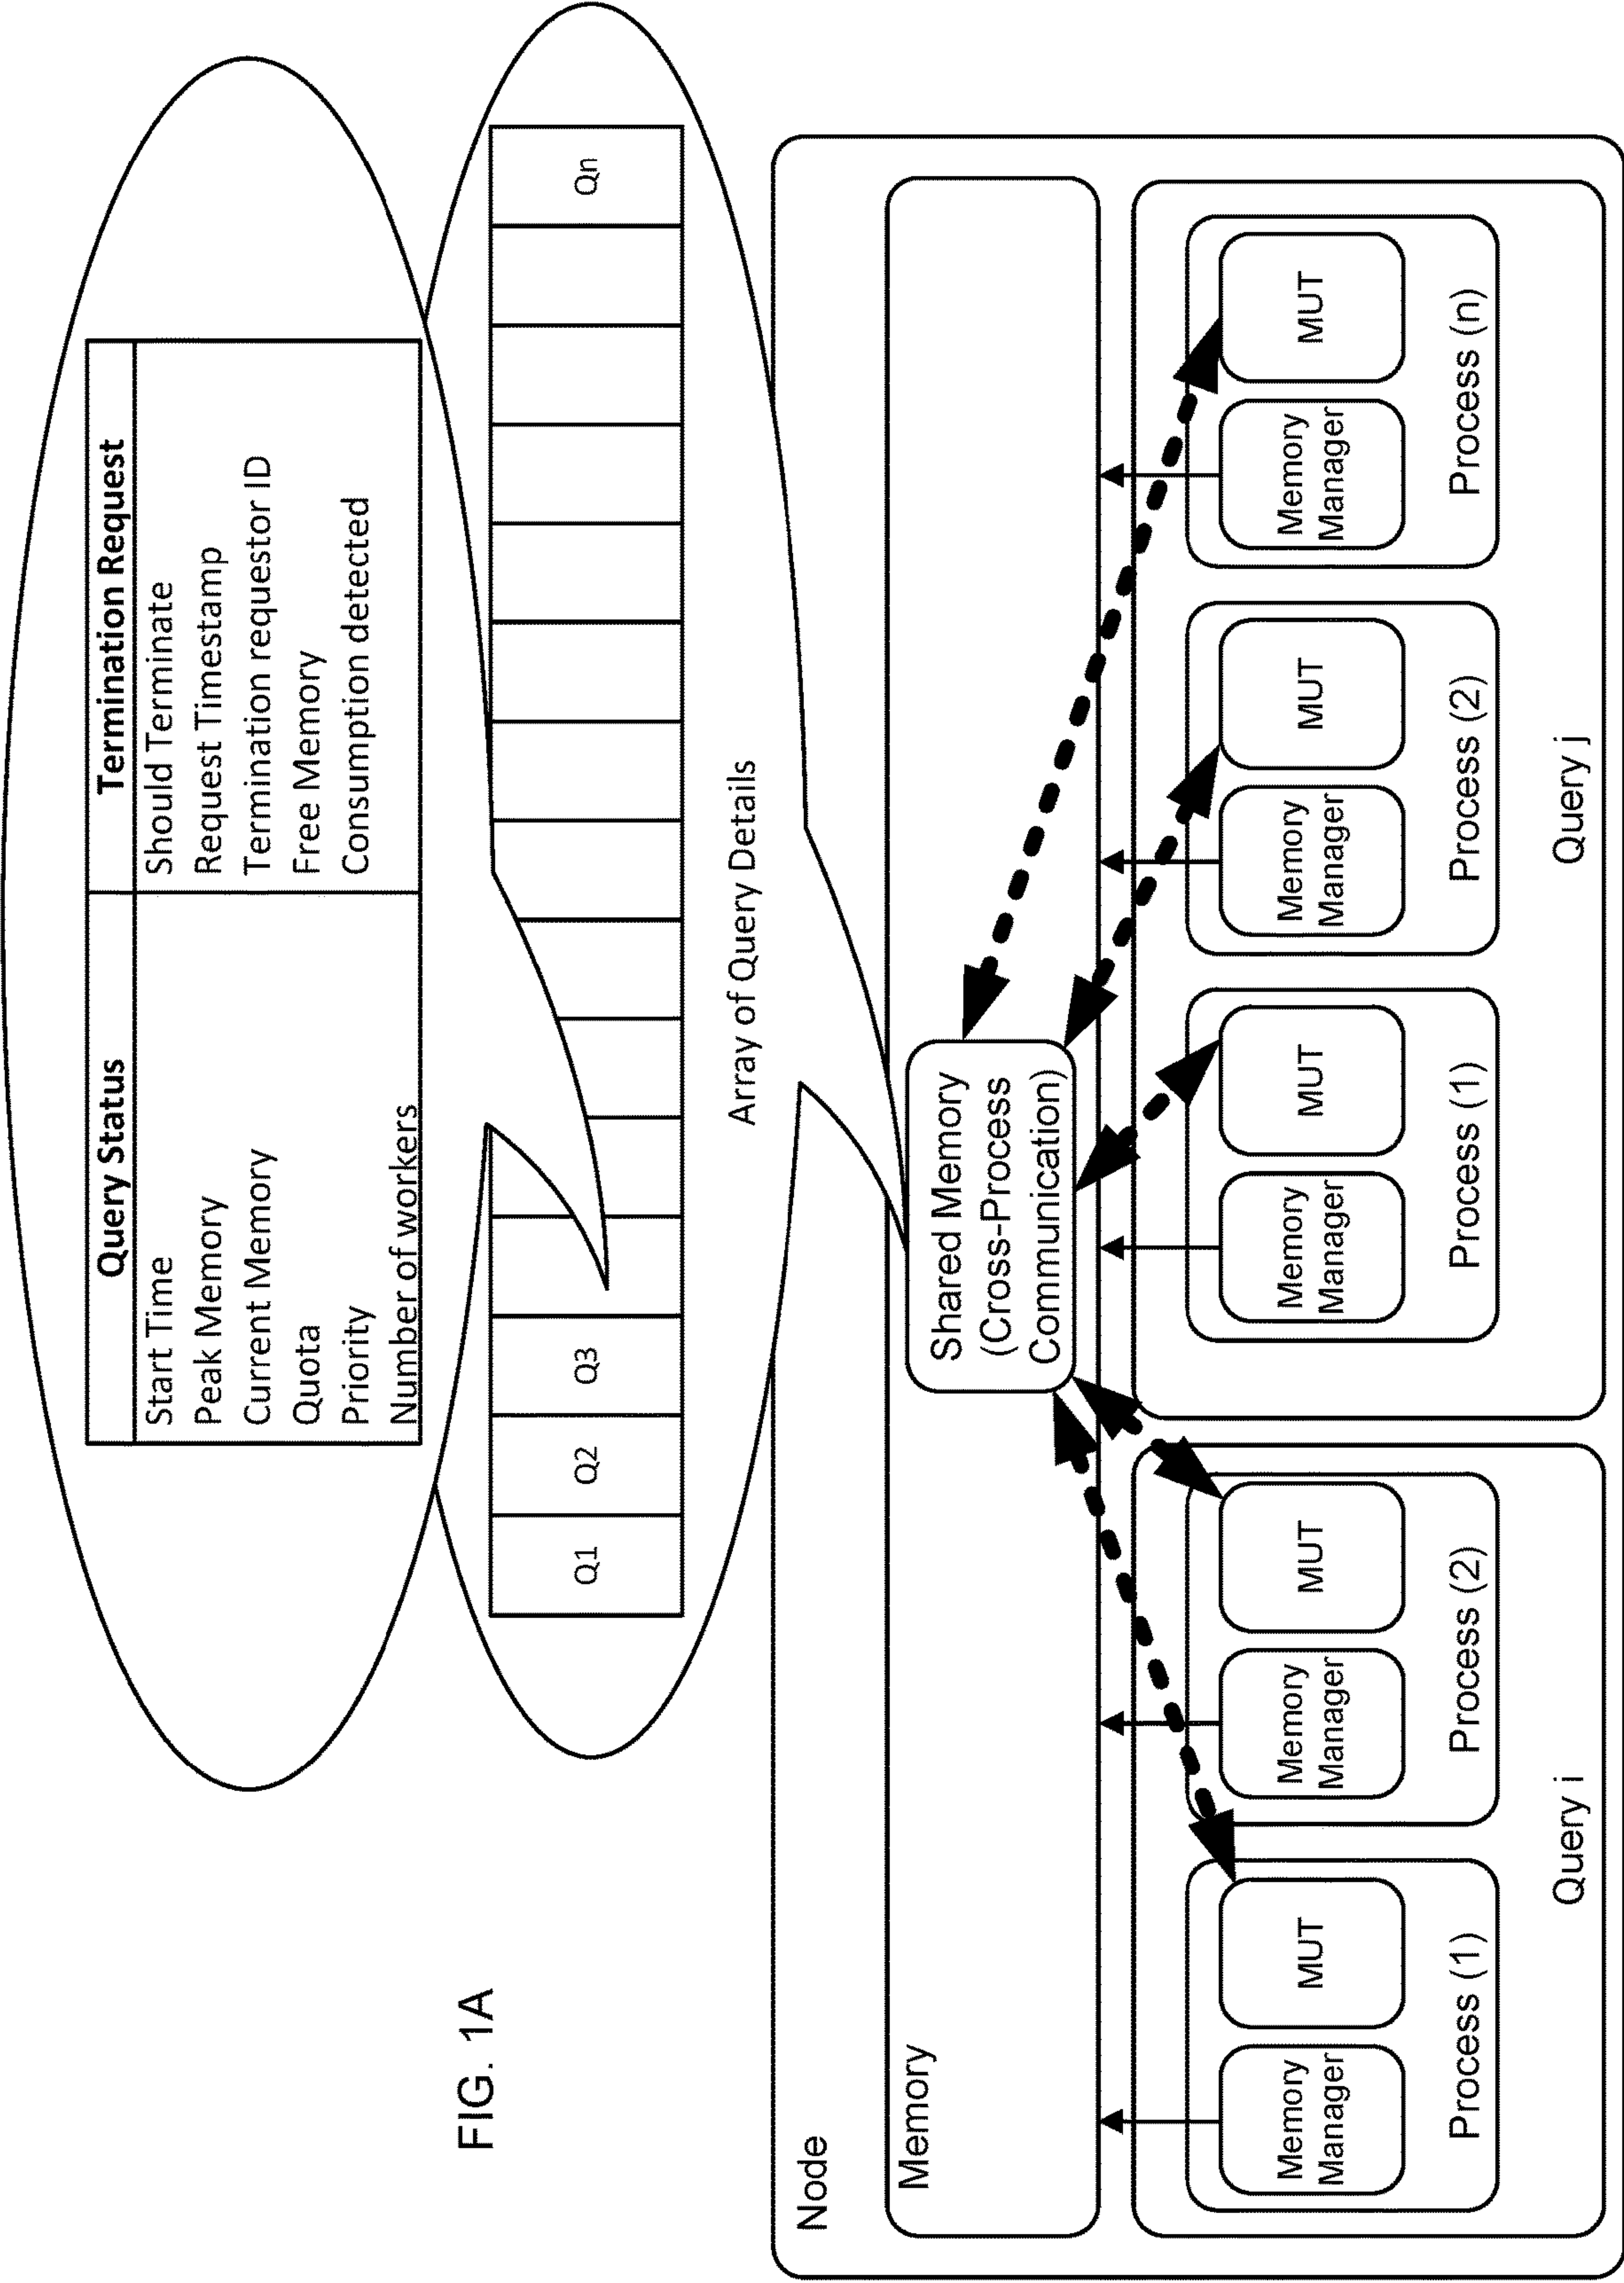 Query Status
Termination Request
Start Time
Peak Memory
Current Memory
Quota
Priority
Number of workers
Should Terminate
Request Timestamp
Termination requestor ID
Free Memory
Consumption detected
FIG. 1A
Q1
Q2
Q3
Qn
Array of Query Details
Node
Memory
Shared Memory
(Cross-Process
Communication)
Memory
Manager
MUT
Process (1)
Memory
Manager
MUT
Process (2)
Query i
Memory
Manager
MUT
Process (1)
Memory
Manager
MUT
Process (2)
Memory
Manager
MUT
Process (n)
Query j